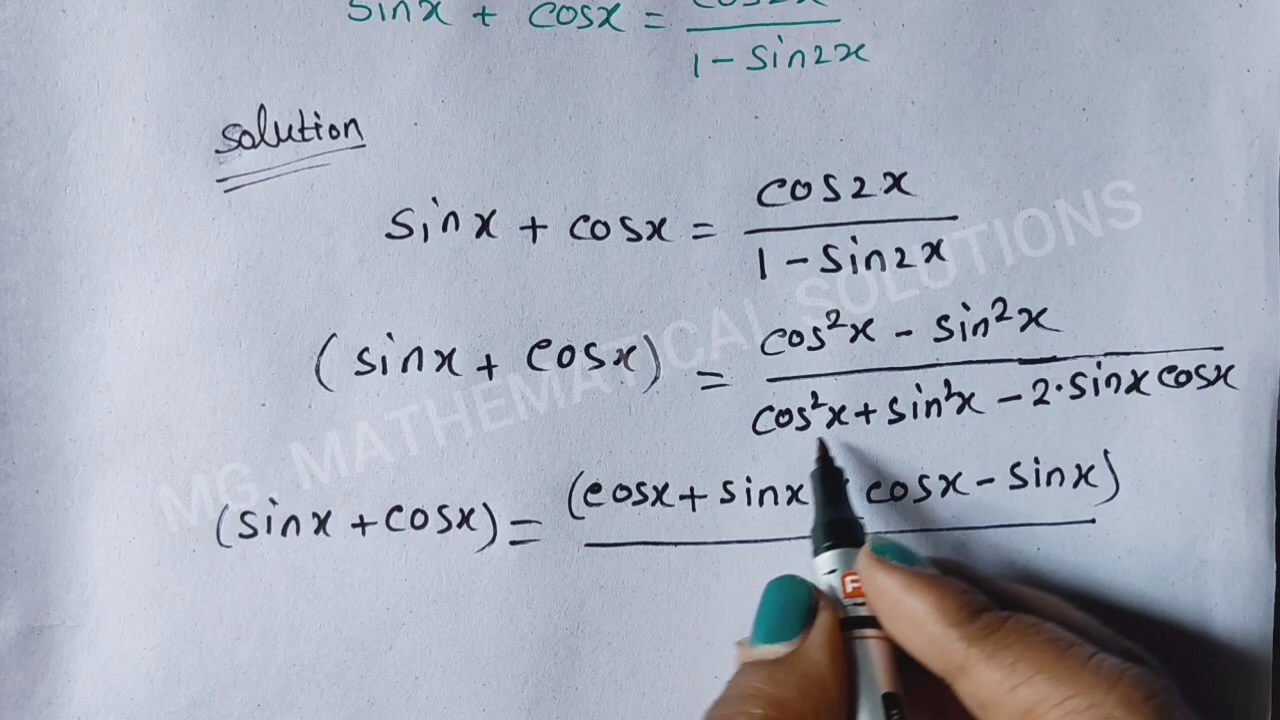 sinx + cosx = cos2x / 1 - sin2x
solution
sinx + cosx = cos2x / 1 - sin2x
(sinx + cosx) = cos²x - sin²x / cos²x + sin²x - 2·sinx cosx
(sinx + cosx) = (cosx + sinx cosx - sinx)
MG MATHEMATICAL SOLUTIONS